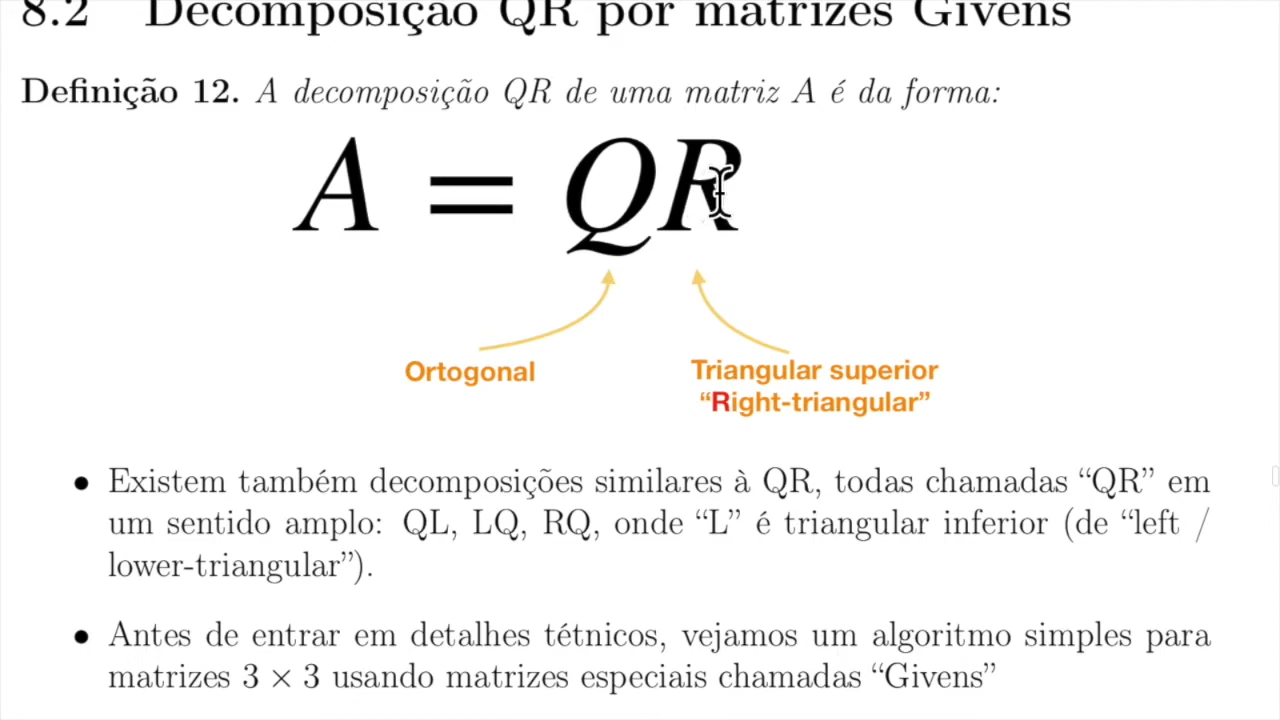 8.2 Decomposição QR por matrizes Givens
Definição 12. A decomposição QR de uma matriz A é da forma:
A = QR
Ortogonal
Triangular superior
“Right-triangular”
• Existem também decomposições similares à QR, todas chamadas “QR” em
um sentido amplo: QL, LQ, RQ, onde “L” é triangular inferior (de “left /
lower-triangular”).
• Antes de entrar em detalhes tétnicos, vejamos um algoritmo simples para
matrizes 3 × 3 usando matrizes especiais chamadas “Givens”